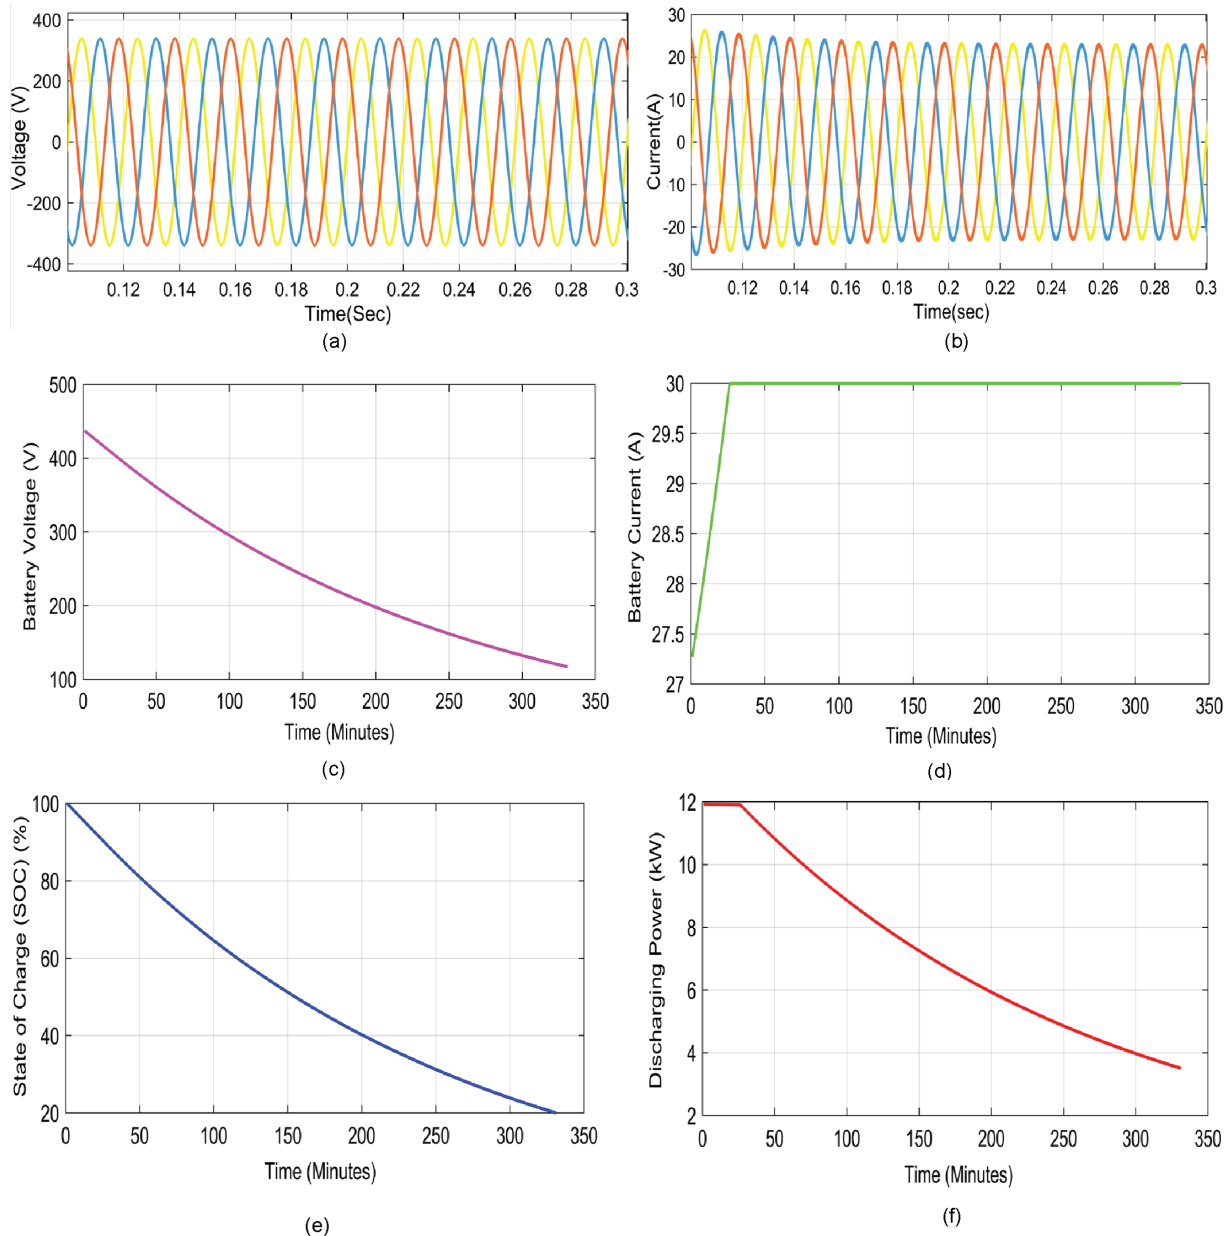 400
200
0
-200
-400
Voltage (V)
0.12 0.14 0.16 0.18 0.2 0.22 0.24 0.26 0.28 0.3
Time(Sec)
(a)
30
20
10
0
-10
-20
-30
Current(A)
0.12 0.14 0.16 0.18 0.2 0.22 0.24 0.26 0.28 0.3
Time(sec)
(b)
500
400
300
200
100
Battery Voltage (V)
0 50 100 150 200 250 300 350
Time (Minutes)
(c)
30
29.5
29
28.5
28
27.5
27
Battery Current (A)
0 50 100 150 200 250 300 350
Time (Minutes)
(d)
100
80
60
40
20
State of Charge (SOC) (%)
0 50 100 150 200 250 300 350
Time (Minutes)
(e)
12
10
8
6
4
2
Discharging Power (kW)
0 50 100 150 200 250 300 350
Time (Minutes)
(f)